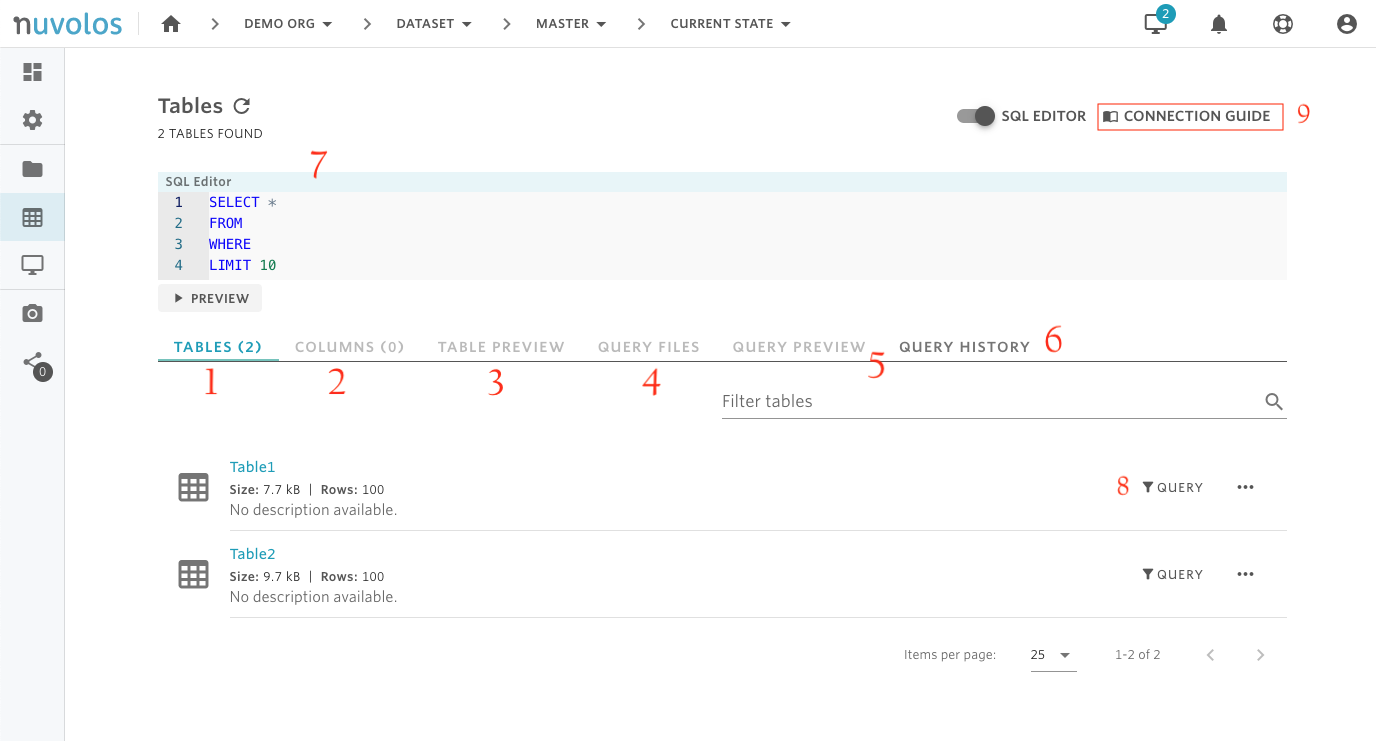 nuvolos
DEMO ORG
DATASET
MASTER
CURRENT STATE
2
Tables
2 TABLES FOUND
SQL EDITOR
CONNECTION GUIDE
9
7
SQL Editor
1 SELECT *
2 FROM
3 WHERE
4 LIMIT 10
PREVIEW
TABLES (2)
COLUMNS (0)
TABLE PREVIEW
QUERY FILES
QUERY PREVIEW
QUERY HISTORY
6
1
2
3
4
5
0
Filter tables
Table1
Size: 7.7 kB | Rows: 100
No description available.
8
QUERY
Table2
Size: 9.7 kB | Rows: 100
No description available.
QUERY
Items per page:
25
1-2 of 2